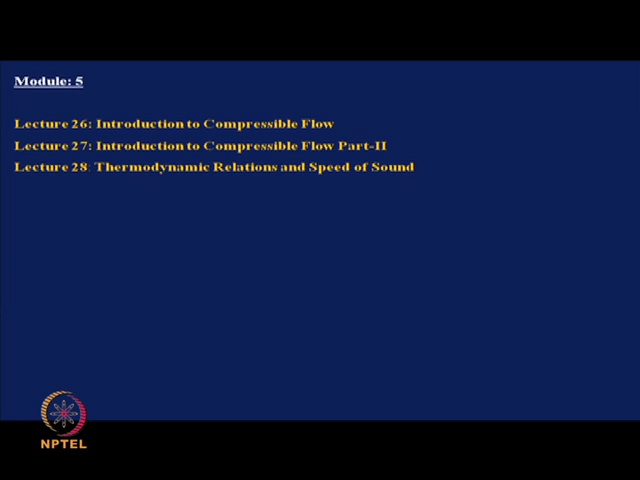 Module: 5
Lecture 26: Introduction to Compressible Flow
Lecture 27: Introduction to Compressible Flow Part-II
Lecture 28: Thermodynamic Relations and Speed of Sound
NPTEL